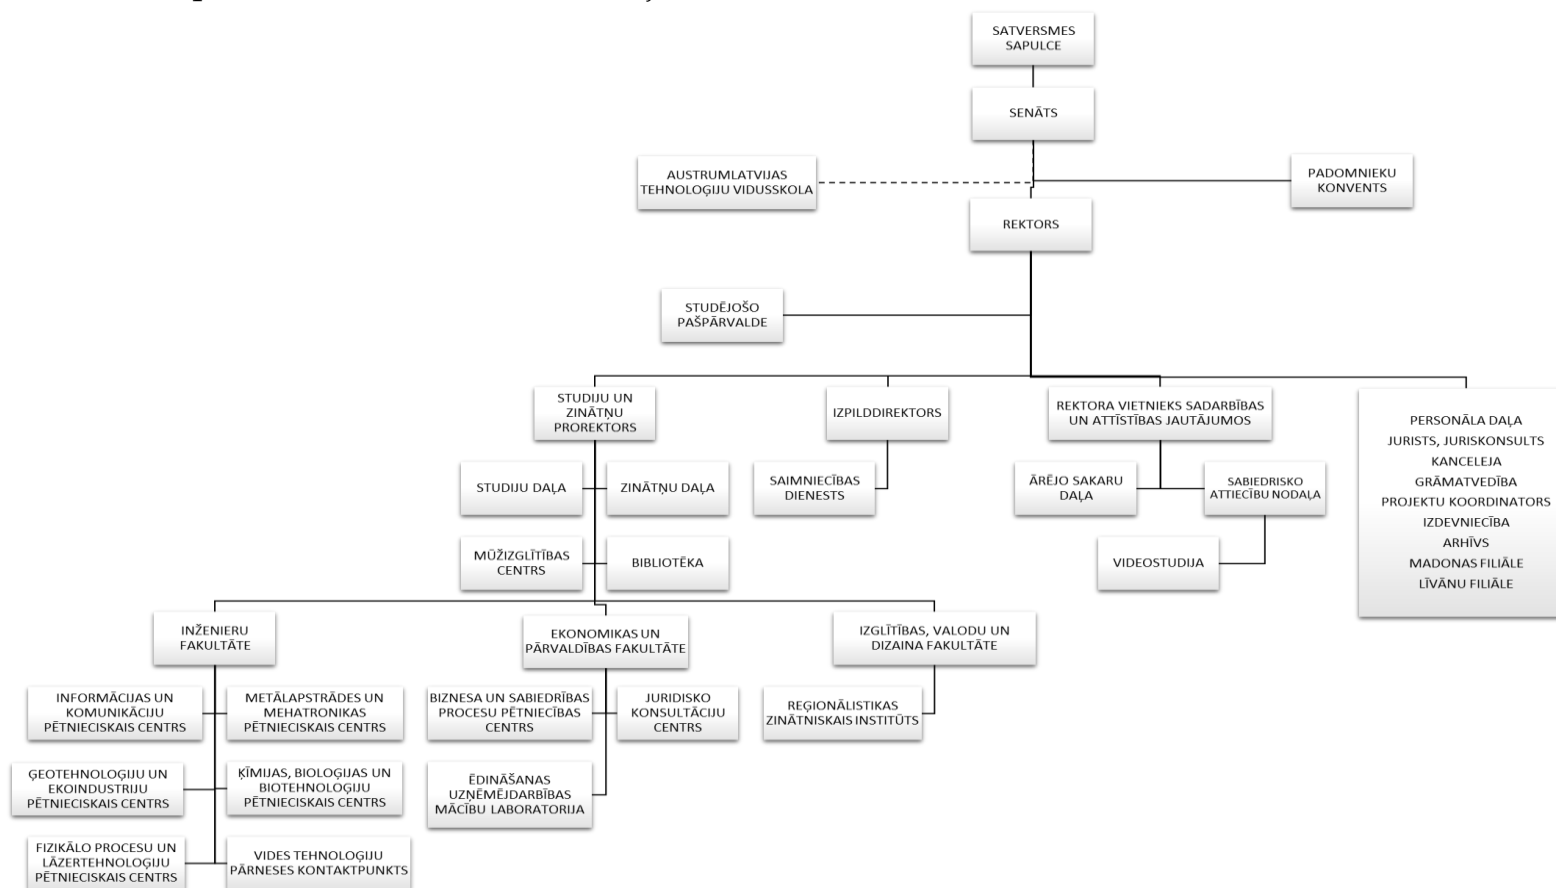 SATVERSMES
SAPULCE
SENĀTS
AUSTRUMLATVIJAS
TEHNOLOĢIJU VIDUSSKOLA
PADOMNIEKU
KONVENTS
REKTORS
STUDĒJOŠO
PAŠPĀRVALDE
STUDIJU UN
ZINĀTŅU
PROREKTORS
IZPILDDIREKTORS
REKTORA VIETNIEKS SADARBĪBAS
UN ATTĪSTĪBAS JAUTĀJUMOS
PERSONĀLA DAĻA
JURISTS, JURISKONSULTS
KANCELEJA
GRĀMATVEDĪBA
PROJEKTU KOORDINATORS
IZDEVNIECĪBA
ARHĪVS
MADONAS FILIĀLE
LĪVĀNU FILIĀLE
STUDIJU DAĻA
ZINĀTŅU DAĻA
SAIMNIECĪBAS
DIENESTS
ĀRĒJO SAKARU
DAĻA
SABIEDRISKO
ATTIECĪBU NODAĻA
MŪŽIZGLĪTĪBAS
CENTRS
BIBLIOTĒKA
VIDEOSTUDIJA
INŽENIERU
FAKULTĀTE
EKONOMIKAS UN
PĀRVALDĪBAS FAKULTĀTE
IZGLĪTĪBAS, VALODU UN
DIZAINA FAKULTĀTE
INFORMĀCIJAS UN
KOMUNIKĀCIJU
PĒTNIECISKAIS CENTRS
METĀLAPSTRĀDES UN
MEHATRONIKAS
PĒTNIECISKAIS CENTRS
BIZNESA UN SABIEDRĪBAS
PROCESU PĒTNIECĪBAS
CENTRS
JURIDISKO
KONSULTĀCIJU
CENTRS
REĢIONĀLISTIKAS
ZINĀTNISKAIS INSTITŪTS
ĢEOTEHNOLOĢIJU UN
EKOINDUSTRIJU
PĒTNIECISKAIS CENTRS
ĶĪMIJAS, BIOLOĢIJAS UN
BIOTEHNOLOĢIJU
PĒTNIECISKAIS CENTRS
ĒDINĀŠANAS
UZŅĒMĒJDARBĪBAS
MĀCĪBU LABORATORIJA
FIZIKĀLO PROCESU UN
LĀZERTEHNOLOĢIJU
PĒTNIECISKAIS CENTRS
VIDES TEHNOLOĢIJU
PĀRNESES KONTAKTPUNKTS